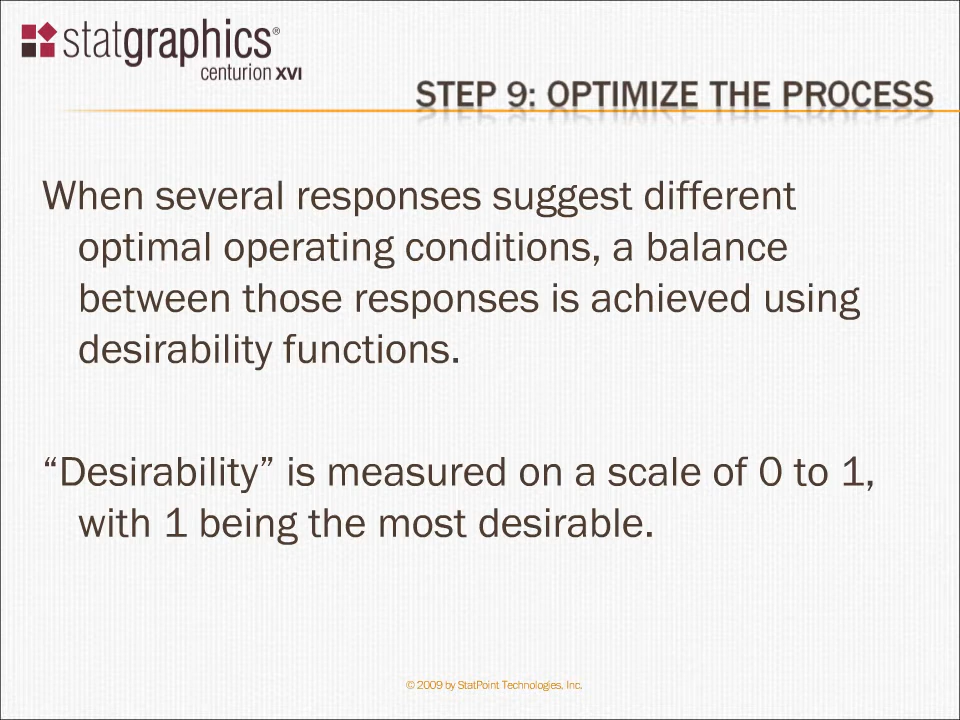 statgraphics®
centurion XVI
STEP 9: OPTIMIZE THE PROCESS
When several responses suggest different
optimal operating conditions, a balance
between those responses is achieved using
desirability functions.
“Desirability” is measured on a scale of 0 to 1,
with 1 being the most desirable.
© 2009 by StatPoint Technologies, Inc.